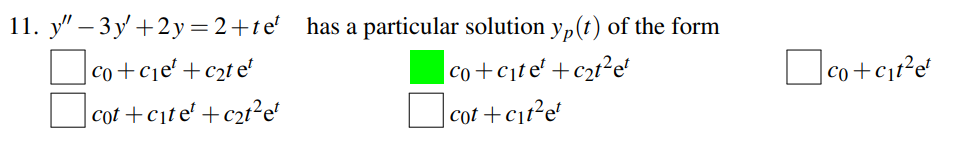 11. y″ − 3y′ + 2y = 2 + te^t has a particular solution y_p(t) of the form
c_0 + c_1e^t + c_2te^t c_0 + c_1te^t + c_2t^2e^t c_0 + c_1t^2e^t
c_0t + c_1te^t + c_2t^2e^t c_0t + c_1t^2e^t